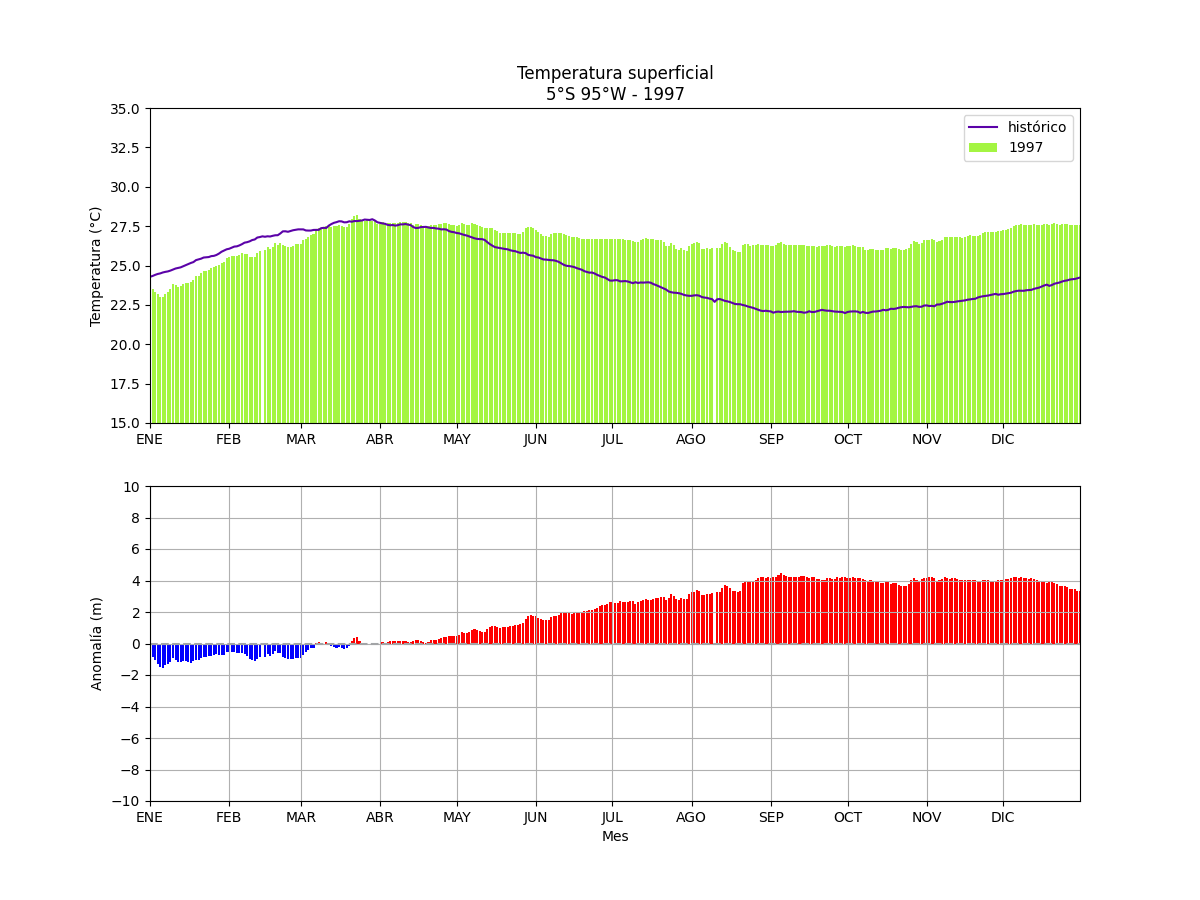 Temperatura superficial
5°S 95°W - 1997
35.0
32.5
30.0
27.5
25.0
22.5
20.0
17.5
15.0
Temperatura (°C)
histórico
1997
ENE FEB MAR ABR MAY JUN JUL AGO SEP OCT NOV DIC
10
8
6
4
2
0
−2
−4
−6
−8
−10
Anomalía (m)
ENE FEB MAR ABR MAY JUN JUL AGO SEP OCT NOV DIC
Mes